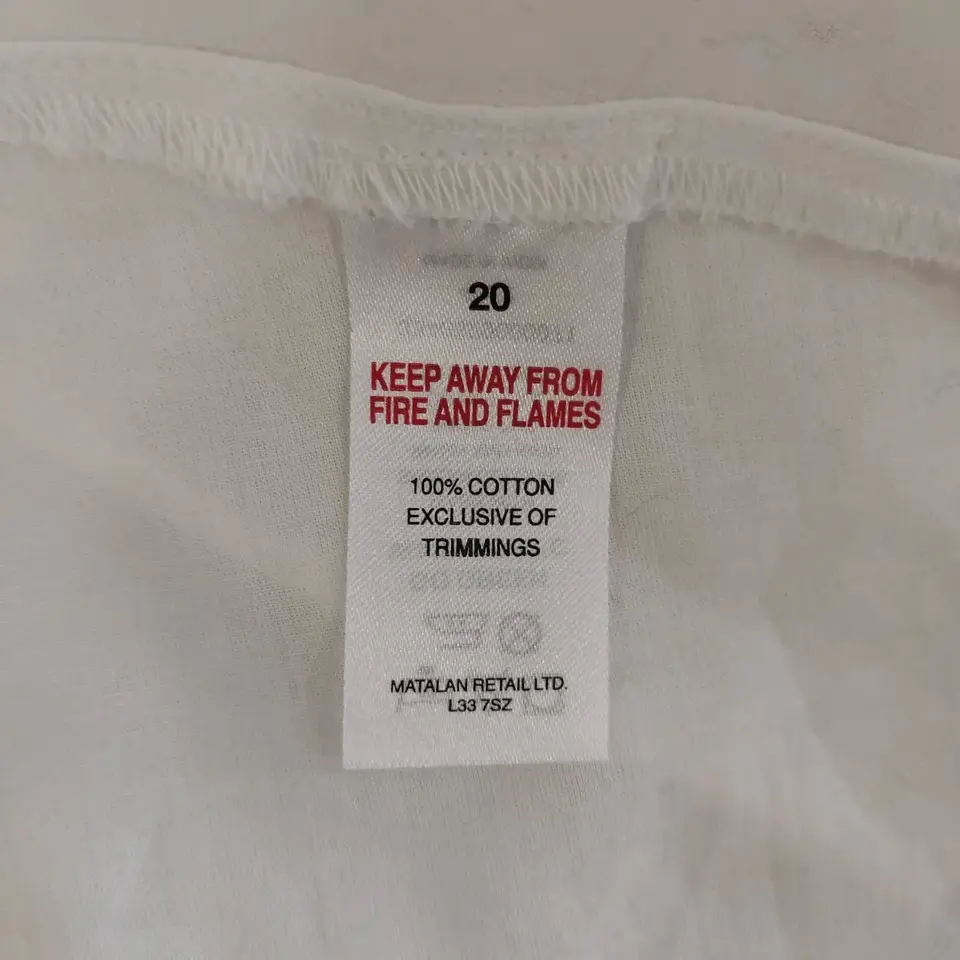 20
KEEP AWAY FROM
FIRE AND FLAMES
100% COTTON
EXCLUSIVE OF
TRIMMINGS
MATALAN RETAIL LTD.
L33 7SZ